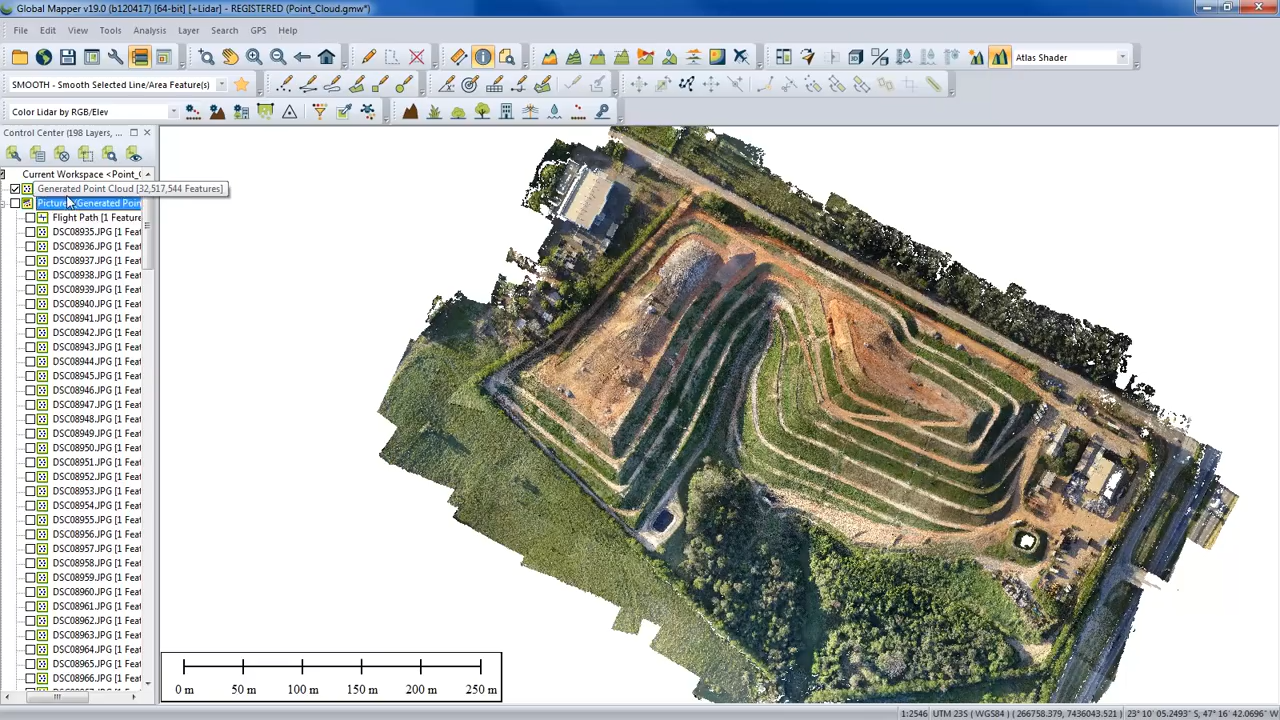 Global Mapper v19.0 (b120417) [64-bit] [+Lidar] - REGISTERED (Point_Cloud.gmw*)
File Edit View Tools Analysis Layer Search GPS Help
Atlas Shader
SMOOTH - Smooth Selected Line/Area Feature(s)
Color Lidar by RGB/Elev
Control Center (198 Layers, ...
Current Workspace <Point_C
Generated Point Cloud [32,517,544 Features]
Flight Path [1 Feature
DSC08935.JPG [1 Feat
DSC08936.JPG [1 Feat
DSC08937.JPG [1 Feat
DSC08938.JPG [1 Feat
DSC08939.JPG [1 Feat
DSC08940.JPG [1 Feat
DSC08941.JPG [1 Feat
DSC08942.JPG [1 Feat
DSC08943.JPG [1 Feat
DSC08944.JPG [1 Feat
DSC08945.JPG [1 Feat
DSC08946.JPG [1 Feat
DSC08947.JPG [1 Feat
DSC08948.JPG [1 Feat
DSC08949.JPG [1 Feat
DSC08950.JPG [1 Feat
DSC08951.JPG [1 Feat
DSC08952.JPG [1 Feat
DSC08953.JPG [1 Feat
DSC08954.JPG [1 Feat
DSC08955.JPG [1 Feat
DSC08956.JPG [1 Feat
DSC08957.JPG [1 Feat
DSC08958.JPG [1 Feat
DSC08959.JPG [1 Feat
DSC08960.JPG [1 Feat
DSC08961.JPG [1 Feat
DSC08962.JPG [1 Feat
DSC08963.JPG [1 Feat
DSC08964.JPG [1 Feat
DSC08965.JPG [1 Feat
0 m 50 m 100 m 150 m 200 m 250 m
1:2546 UTM 23S (WGS84) (266758.379, 7436043.521) 23° 10' 05.2493" S, 47° 16' 42.0696" W